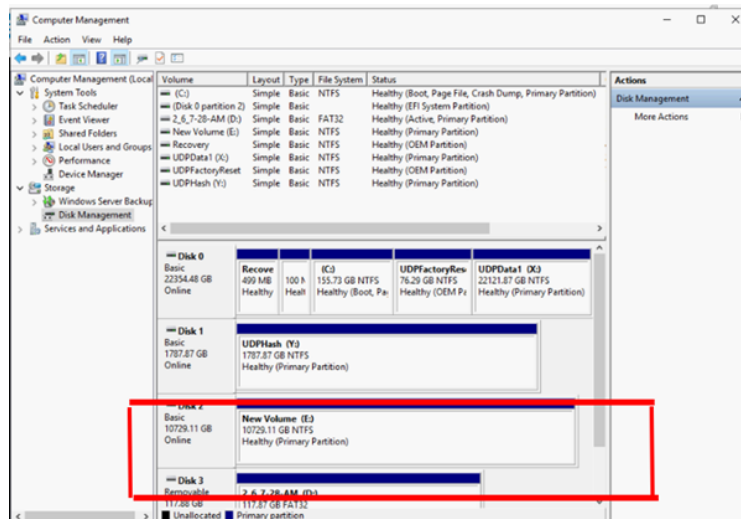 Computer Management
File Action View Help
Computer Management (Local
System Tools
Task Scheduler
Event Viewer
Shared Folders
Local Users and Groups
Performance
Device Manager
Storage
Windows Server Backup
Disk Management
Services and Applications
Volume Layout Type File System Status
(C:) Simple Basic NTFS Healthy (Boot, Page File, Crash Dump, Primary Partition)
(Disk 0 partition 2) Simple Basic Healthy (EFI System Partition)
2_6_7-28-AM (D:) Simple Basic FAT32 Healthy (Active, Primary Partition)
New Volume (E:) Simple Basic NTFS Healthy (Primary Partition)
Recovery Simple Basic NTFS Healthy (OEM Partition)
UDPData1 (X:) Simple Basic NTFS Healthy (Primary Partition)
UDPFactoryReset Simple Basic NTFS Healthy (OEM Partition)
UDPHash (Y:) Simple Basic NTFS Healthy (Primary Partition)
Disk 0
Basic
22354.48 GB
Online
Recove
499 MB
Healthy
100 M
Healt
(C:)
155.73 GB NTFS
Healthy (Boot, Pa
UDPFactoryRes
76.29 GB NTFS
Healthy (OEM Pa
UDPData1 (X:)
22121.87 GB NTFS
Healthy (Primary Partition)
Disk 1
Basic
1787.87 GB
Online
UDPHash (Y:)
1787.87 GB NTFS
Healthy (Primary Partition)
Disk 2
Basic
10729.11 GB
Online
New Volume (E:)
10729.11 GB NTFS
Healthy (Primary Partition)
Disk 3
Removable
117.88 GB
2_6_7-28-AM (D:)
117.87 GB FAT32
Unallocated Primary partition
Actions
Disk Management
More Actions